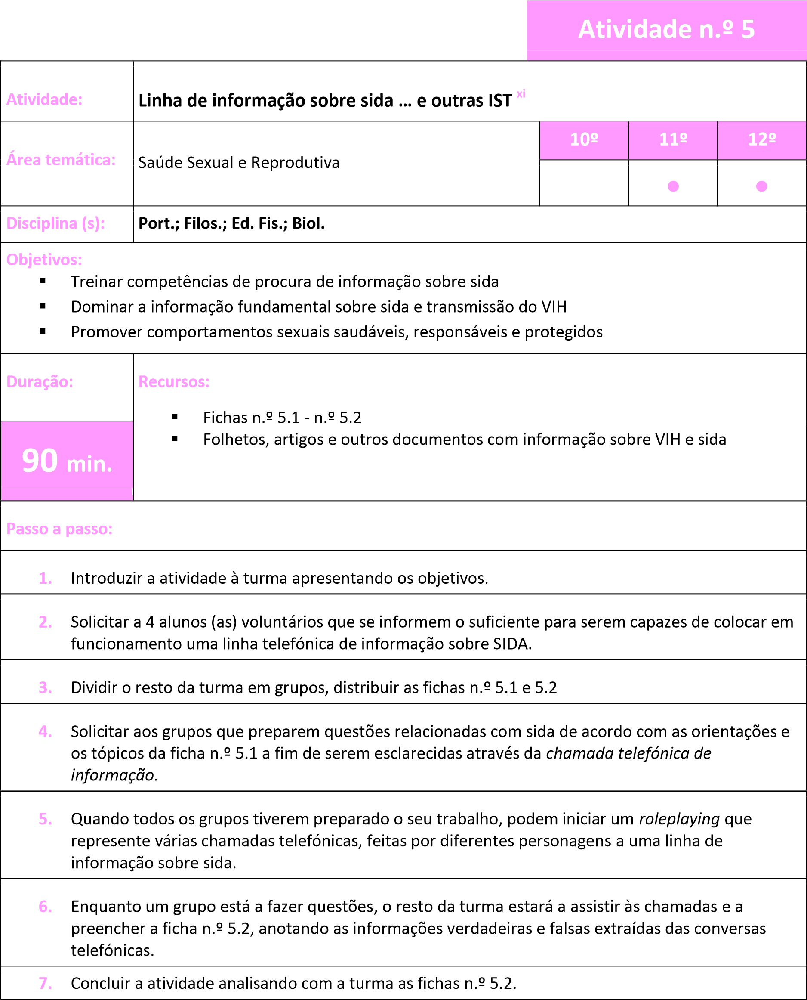 Atividade n.º 5
Atividade:
Linha de informação sobre sida ... e outras IST xi
Área temática:
Saúde Sexual e Reprodutiva
10º 11º 12º
Disciplina (s):
Port.; Filos.; Ed. Fis.; Biol.
Objetivos:
▪ Treinar competências de procura de informação sobre sida
▪ Dominar a informação fundamental sobre sida e transmissão do VIH
▪ Promover comportamentos sexuais saudáveis, responsáveis e protegidos
Duração:
90 min.
Recursos:
▪ Fichas n.º 5.1 - n.º 5.2
▪ Folhetos, artigos e outros documentos com informação sobre VIH e sida
Passo a passo:
1. Introduzir a atividade à turma apresentando os objetivos.
2. Solicitar a 4 alunos (as) voluntários que se informem o suficiente para serem capazes de colocar em
funcionamento uma linha telefónica de informação sobre SIDA.
3. Dividir o resto da turma em grupos, distribuir as fichas n.º 5.1 e 5.2
4. Solicitar aos grupos que preparem questões relacionadas com sida de acordo com as orientações e
os tópicos da ficha n.º 5.1 a fim de serem esclarecidas através da chamada telefónica de
informação.
5. Quando todos os grupos tiverem preparado o seu trabalho, podem iniciar um roleplaying que
represente várias chamadas telefónicas, feitas por diferentes personagens a uma linha de
informação sobre sida.
6. Enquanto um grupo está a fazer questões, o resto da turma estará a assistir às chamadas e a
preencher a ficha n.º 5.2, anotando as informações verdadeiras e falsas extraídas das conversas
telefónicas.
7. Concluir a atividade analisando com a turma as fichas n.º 5.2.